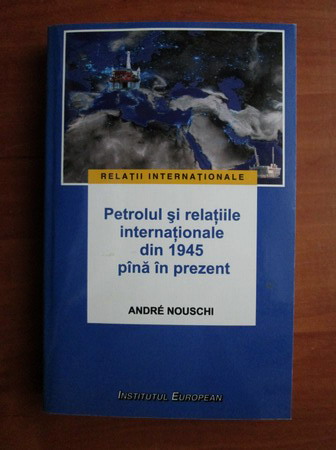 RELAȚII INTERNAȚIONALE
Petrolul și relațiile
internaționale
din 1945
pînă în prezent
ANDRÉ NOUSCHI
INSTITUTUL EUROPEAN